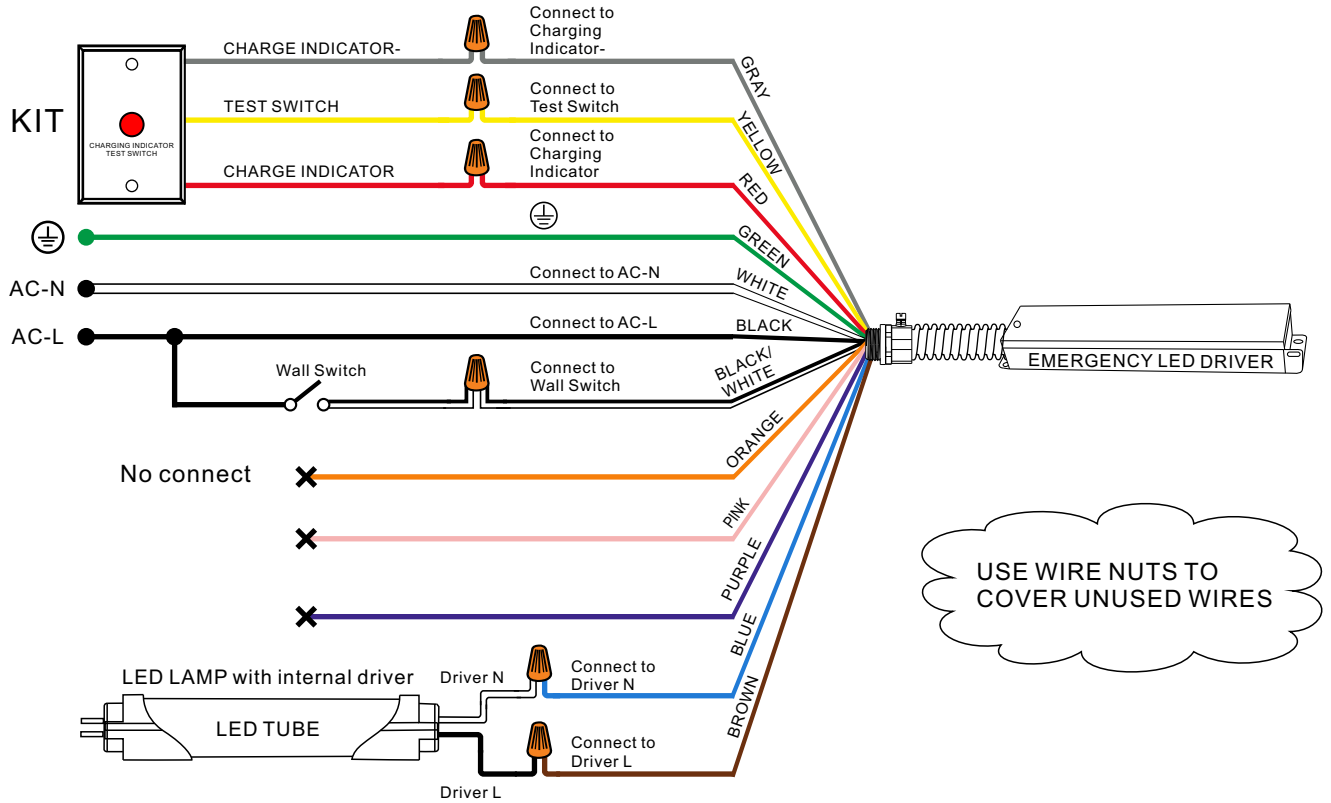 Connect to
Charging
Indicator-
CHARGE INDICATOR-
GRAY
KIT
CHARGING INDICATOR
TEST SWITCH
TEST SWITCH
Connect to
Test Switch
YELLOW
CHARGE INDICATOR
Connect to
Charging
Indicator
RED
GREEN
AC-N
Connect to AC-N
WHITE
AC-L
Connect to AC-L
BLACK
Wall Switch
Connect to
Wall Switch
BLACK/
WHITE
EMERGENCY LED DRIVER
No connect
ORANGE
PINK
PURPLE
USE WIRE NUTS TO
COVER UNUSED WIRES
LED LAMP with internal driver
LED TUBE
Driver N
Connect to
Driver N
BLUE
Driver L
Connect to
Driver L
BROWN